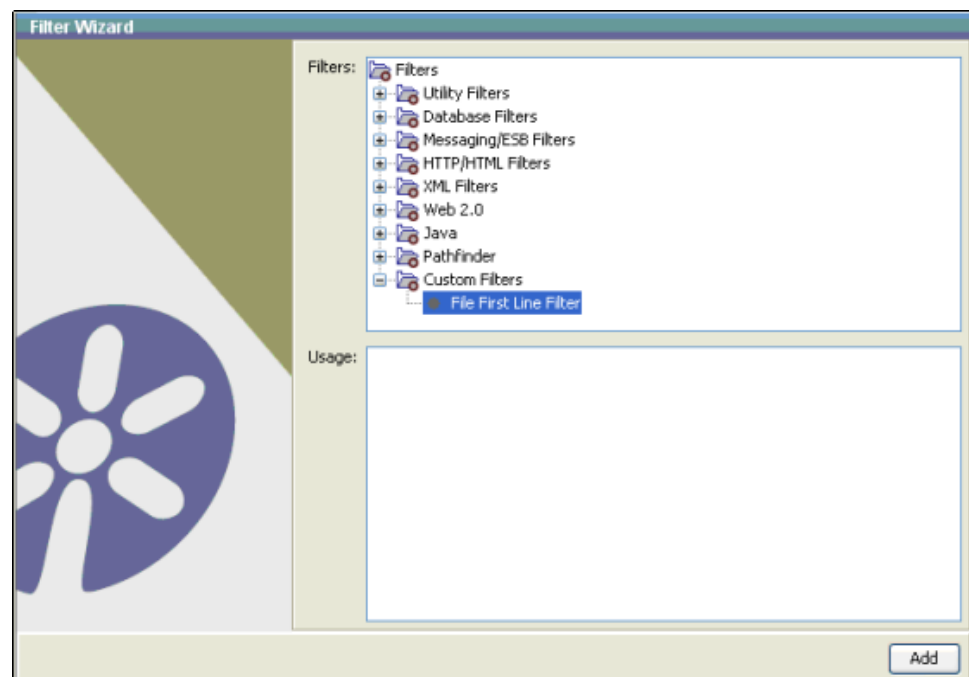 Filter Wizard
Filters:
Filters
Utility Filters
Database Filters
Messaging/ESB Filters
HTTP/HTML Filters
XML Filters
Web 2.0
Java
Pathfinder
Custom Filters
File First Line Filter
Usage:
Add